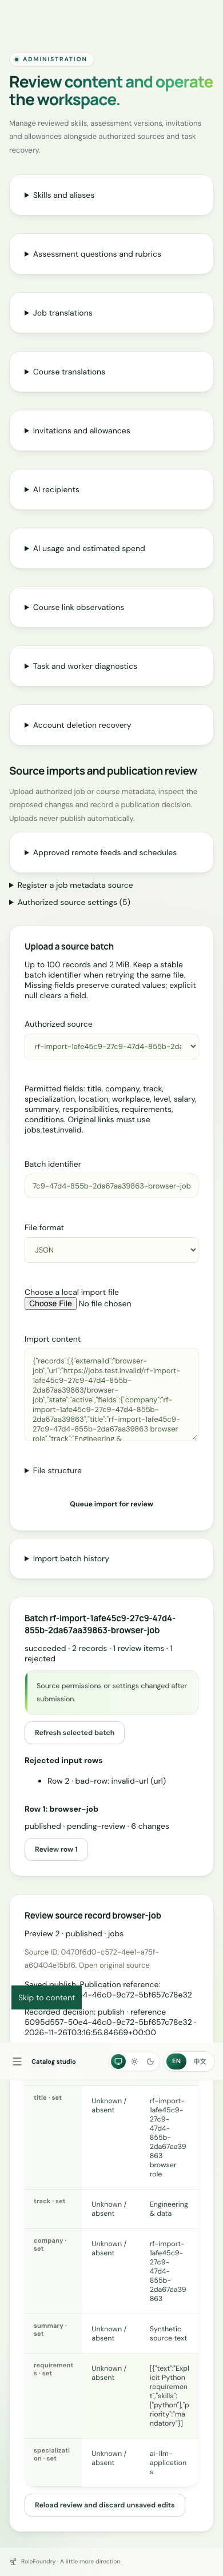 ADMINISTRATION
Review content and operate
the workspace.
Manage reviewed skills, assessment versions, invitations
and allowances alongside authorized sources and task
recovery.
Skills and aliases
Assessment questions and rubrics
Job translations
Course translations
Invitations and allowances
AI recipients
AI usage and estimated spend
Course link observations
Task and worker diagnostics
Account deletion recovery
Source imports and publication review
Upload authorized job or course metadata, inspect the
proposed changes and record a publication decision.
Uploads never publish automatically.
Approved remote feeds and schedules
Register a job metadata source
Authorized source settings (5)
Upload a source batch
Up to 100 records and 2 MiB. Keep a stable
batch identifier when retrying the same file.
Missing fields preserve curated values; explicit
null clears a field.
Authorized source
rf-import-1afe45c9-27c9-47d4-855b-2da
Permitted fields: title, company, track,
specialization, location, workplace, level, salary,
summary, responsibilities, requirements,
conditions. Original links must use
jobs.test.invalid.
Batch identifier
7c9-47d4-855b-2da67aa39863-browser-job
File format
JSON
Choose a local import file
Choose File No file chosen
Import content
{"records":[{"externalId":"browser-
job","url":"https://jobs.test.invalid/rf-import-
1afe45c9-27c9-47d4-855b-
2da67aa39863/browser-
job","state":"active","fields":{"company":"rf-
import-1afe45c9-27c9-47d4-855b-
2da67aa39863","title":"rf-import-1afe45c9-
27c9-47d4-855b-2da67aa39863 browser
role","track":"Engineering &
File structure
Queue import for review
Import batch history
Batch rf-import-1afe45c9-27c9-47d4-
855b-2da67aa39863-browser-job
succeeded · 2 records · 1 review items · 1
rejected
Source permissions or settings changed after
submission.
Refresh selected batch
Rejected input rows
Row 2 · bad-row: invalid-url (url)
Row 1: browser-job
published · pending-review · 6 changes
Review row 1
Review source record browser-job
Preview 2 · published · jobs
Source ID: 0470f6d0-c572-4ee1-a75f-
a60404e15bf6. Open original source
Saved publish. Publication reference:
4-46c0-9c72-5bf657c78e32
Skip to content
Recorded decision: publish · reference
5095d557-50e4-46c0-9c72-5bf657c78e32 ·
2026-11-26T03:16:56.84669+00:00
Catalog studio
EN
中文
title · set
Unknown /
absent
rf-import-
1afe45c9-
27c9-
47d4-
855b-
2da67aa39
863
browser
role
track · set
Unknown /
absent
Engineering
& data
company ·
set
Unknown /
absent
rf-import-
1afe45c9-
27c9-
47d4-
855b-
2da67aa39
863
summary ·
set
Unknown /
absent
Synthetic
source text
requirement
s · set
Unknown /
absent
[{"text":"Expl
icit Python
requiremen
t","skills":
["python"],"p
riority":"ma
ndatory"}]
specializati
on · set
Unknown /
absent
ai-llm-
application
s
Reload review and discard unsaved edits
RoleFoundry · A little more direction.